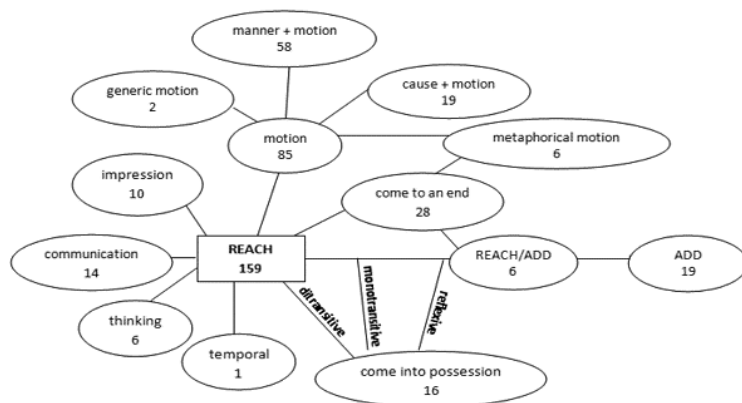 manner + motion
58
generic motion
2
cause + motion
19
motion
85
metaphorical motion
6
impression
10
come to an end
28
communication
14
REACH
159
REACH/ADD
6
ADD
19
ditransitive
monotransitive
reflexive
thinking
6
temporal
1
come into possession
16